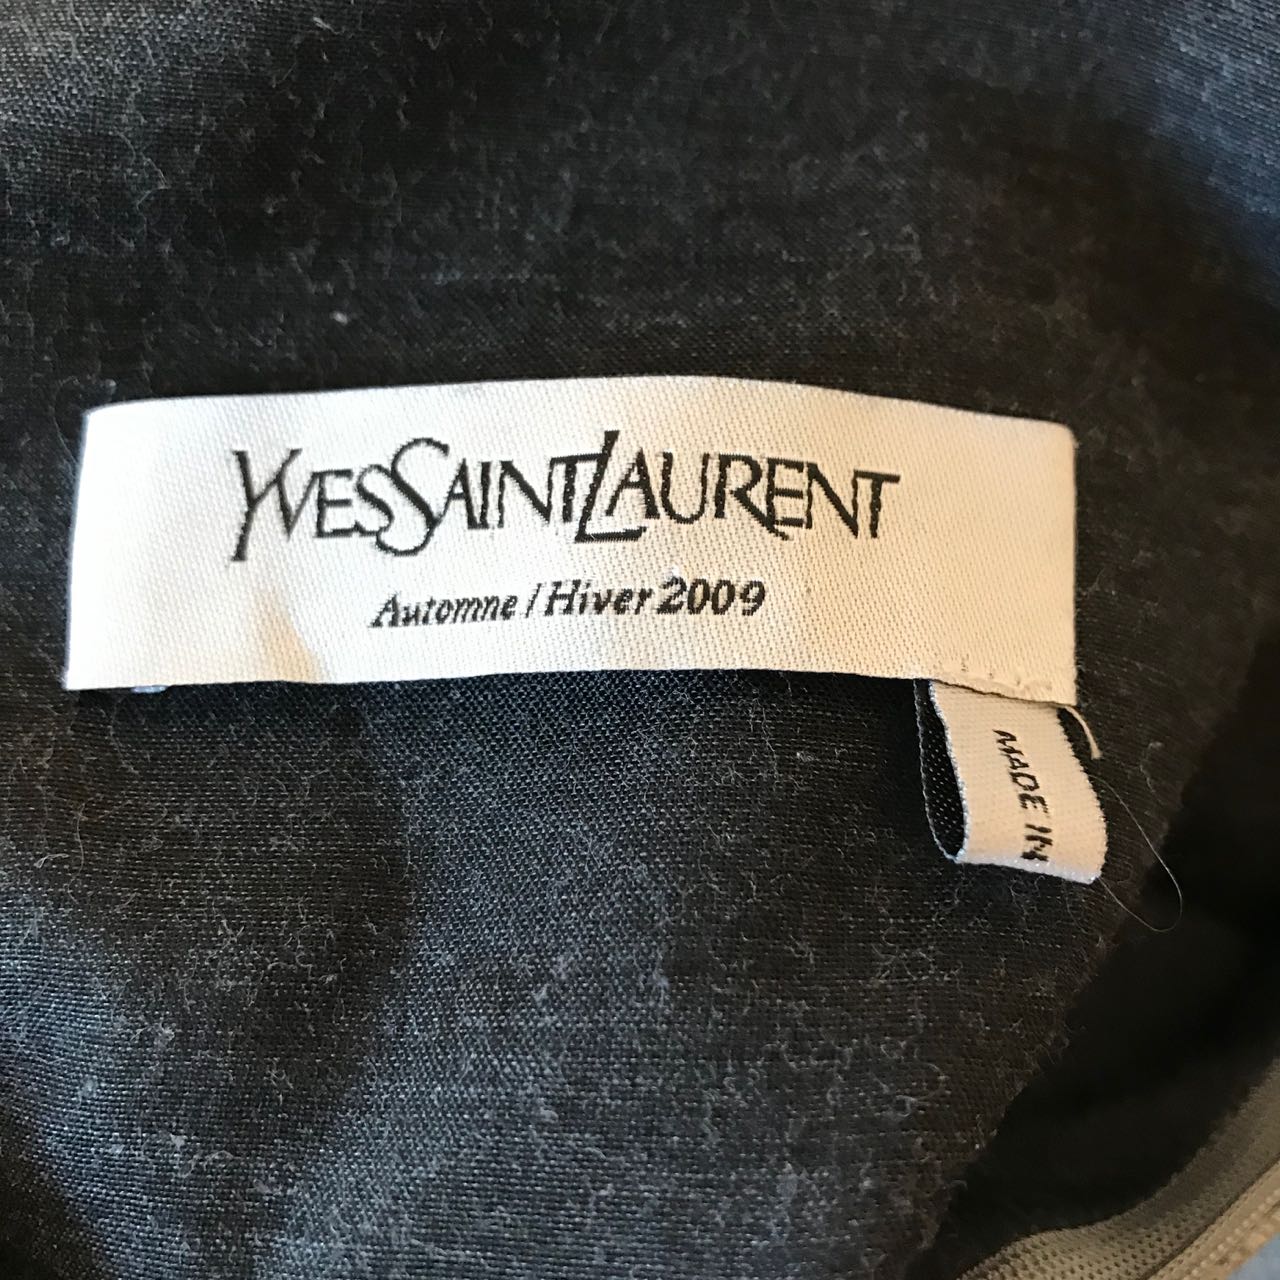 YVESSAINTLAURENT
Automne / Hiver 2009
MADE IN